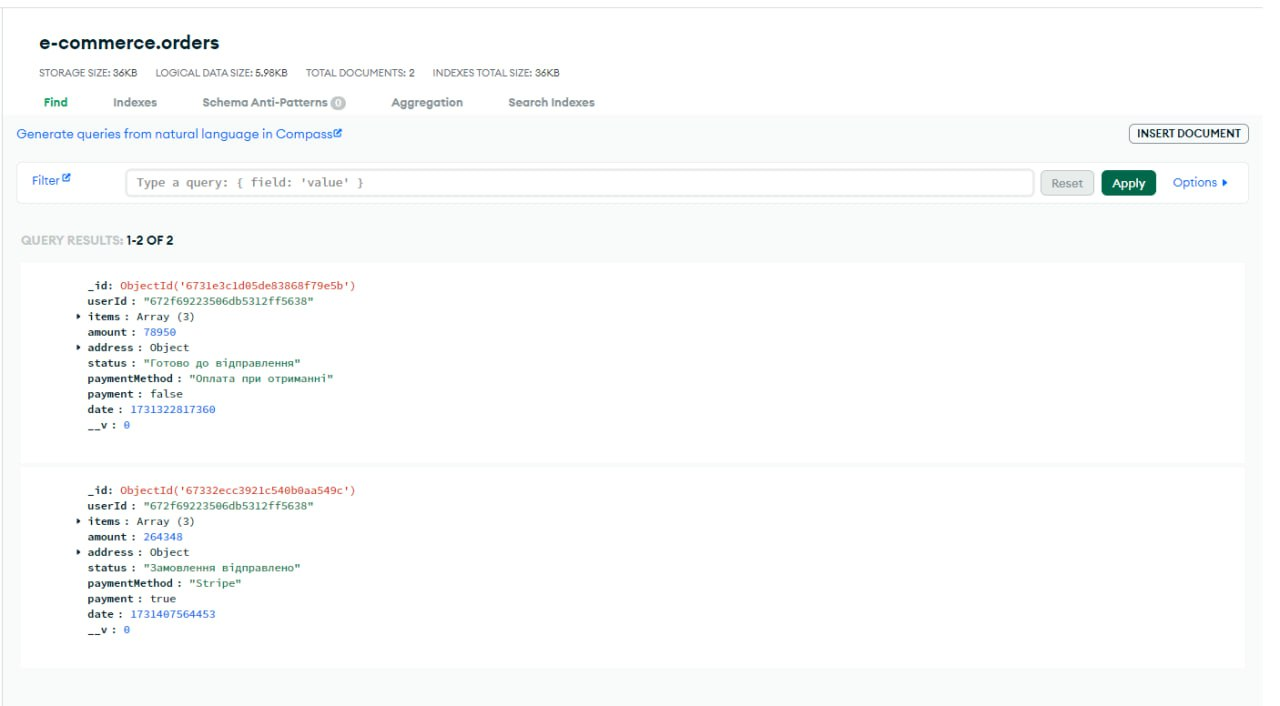 e-commerce.orders
STORAGE SIZE: 36KB LOGICAL DATA SIZE: 5.98KB TOTAL DOCUMENTS: 2 INDEXES TOTAL SIZE: 36KB
Find Indexes Schema Anti-Patterns 0 Aggregation Search Indexes
Generate queries from natural language in Compass
INSERT DOCUMENT
Filter Type a query: { field: 'value' } Reset Apply Options
QUERY RESULTS: 1-2 OF 2
_id: ObjectId('6731e3c1d05de83868f79e5b')
userId : "672f69223506db5312ff5638"
items : Array (3)
amount : 78950
address : Object
status : "Готово до відправлення"
paymentMethod : "Оплата при отриманні"
payment : false
date : 1731322817360
__v : 0
_id: ObjectId('67332ecc3921c540b0aa549c')
userId : "672f69223506db5312ff5638"
items : Array (3)
amount : 264348
address : Object
status : "Замовлення відправлено"
paymentMethod : "Stripe"
payment : true
date : 1731407564453
__v : 0